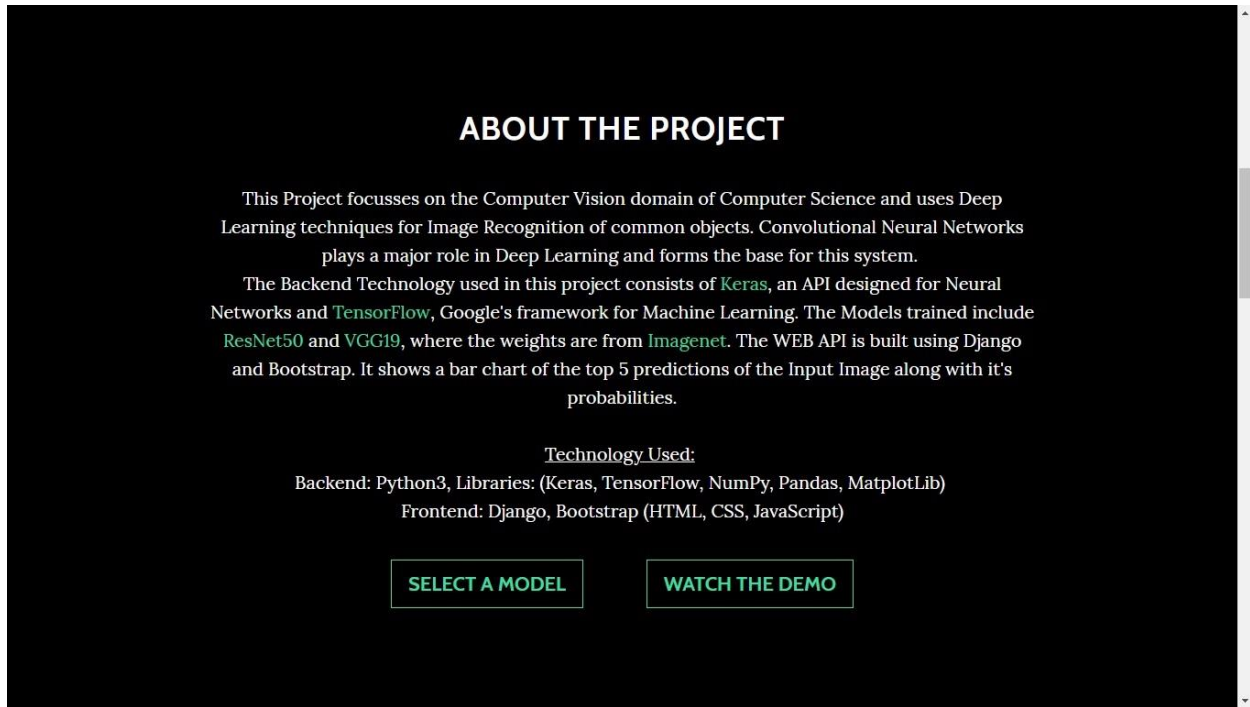 ABOUT THE PROJECT
This Project focusses on the Computer Vision domain of Computer Science and uses Deep
Learning techniques for Image Recognition of common objects. Convolutional Neural Networks
plays a major role in Deep Learning and forms the base for this system.
The Backend Technology used in this project consists of Keras, an API designed for Neural
Networks and TensorFlow, Google's framework for Machine Learning. The Models trained include
ResNet50 and VGG19, where the weights are from Imagenet. The WEB API is built using Django
and Bootstrap. It shows a bar chart of the top 5 predictions of the Input Image along with it's
probabilities.
Technology Used:
Backend: Python3, Libraries: (Keras, TensorFlow, NumPy, Pandas, MatplotLib)
Frontend: Django, Bootstrap (HTML, CSS, JavaScript)
SELECT A MODEL
WATCH THE DEMO